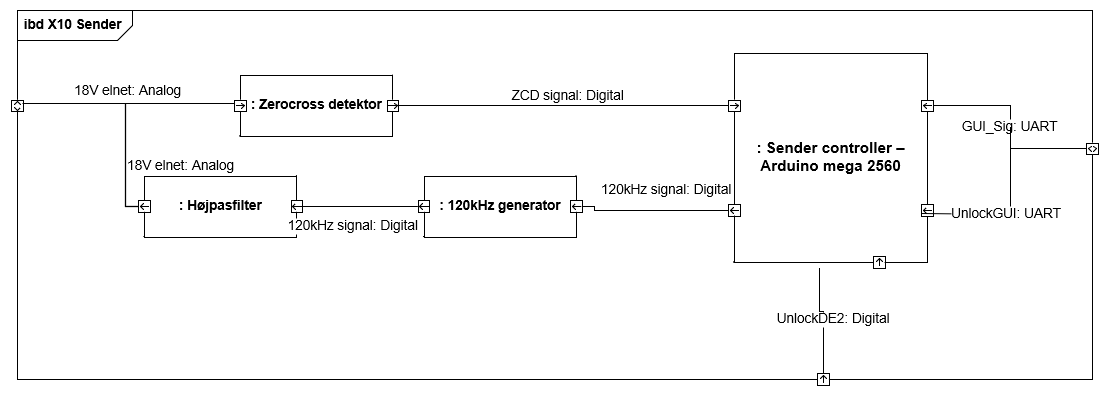 ibd X10 Sender
18V elnet: Analog
: Zerocross detektor
ZCD signal: Digital
GUI_Sig: UART
: Sender controller –
Arduino mega 2560
18V elnet: Analog
: Højpasfilter
120kHz signal: Digital
: 120kHz generator
120kHz signal: Digital
UnlockGUI: UART
UnlockDE2: Digital